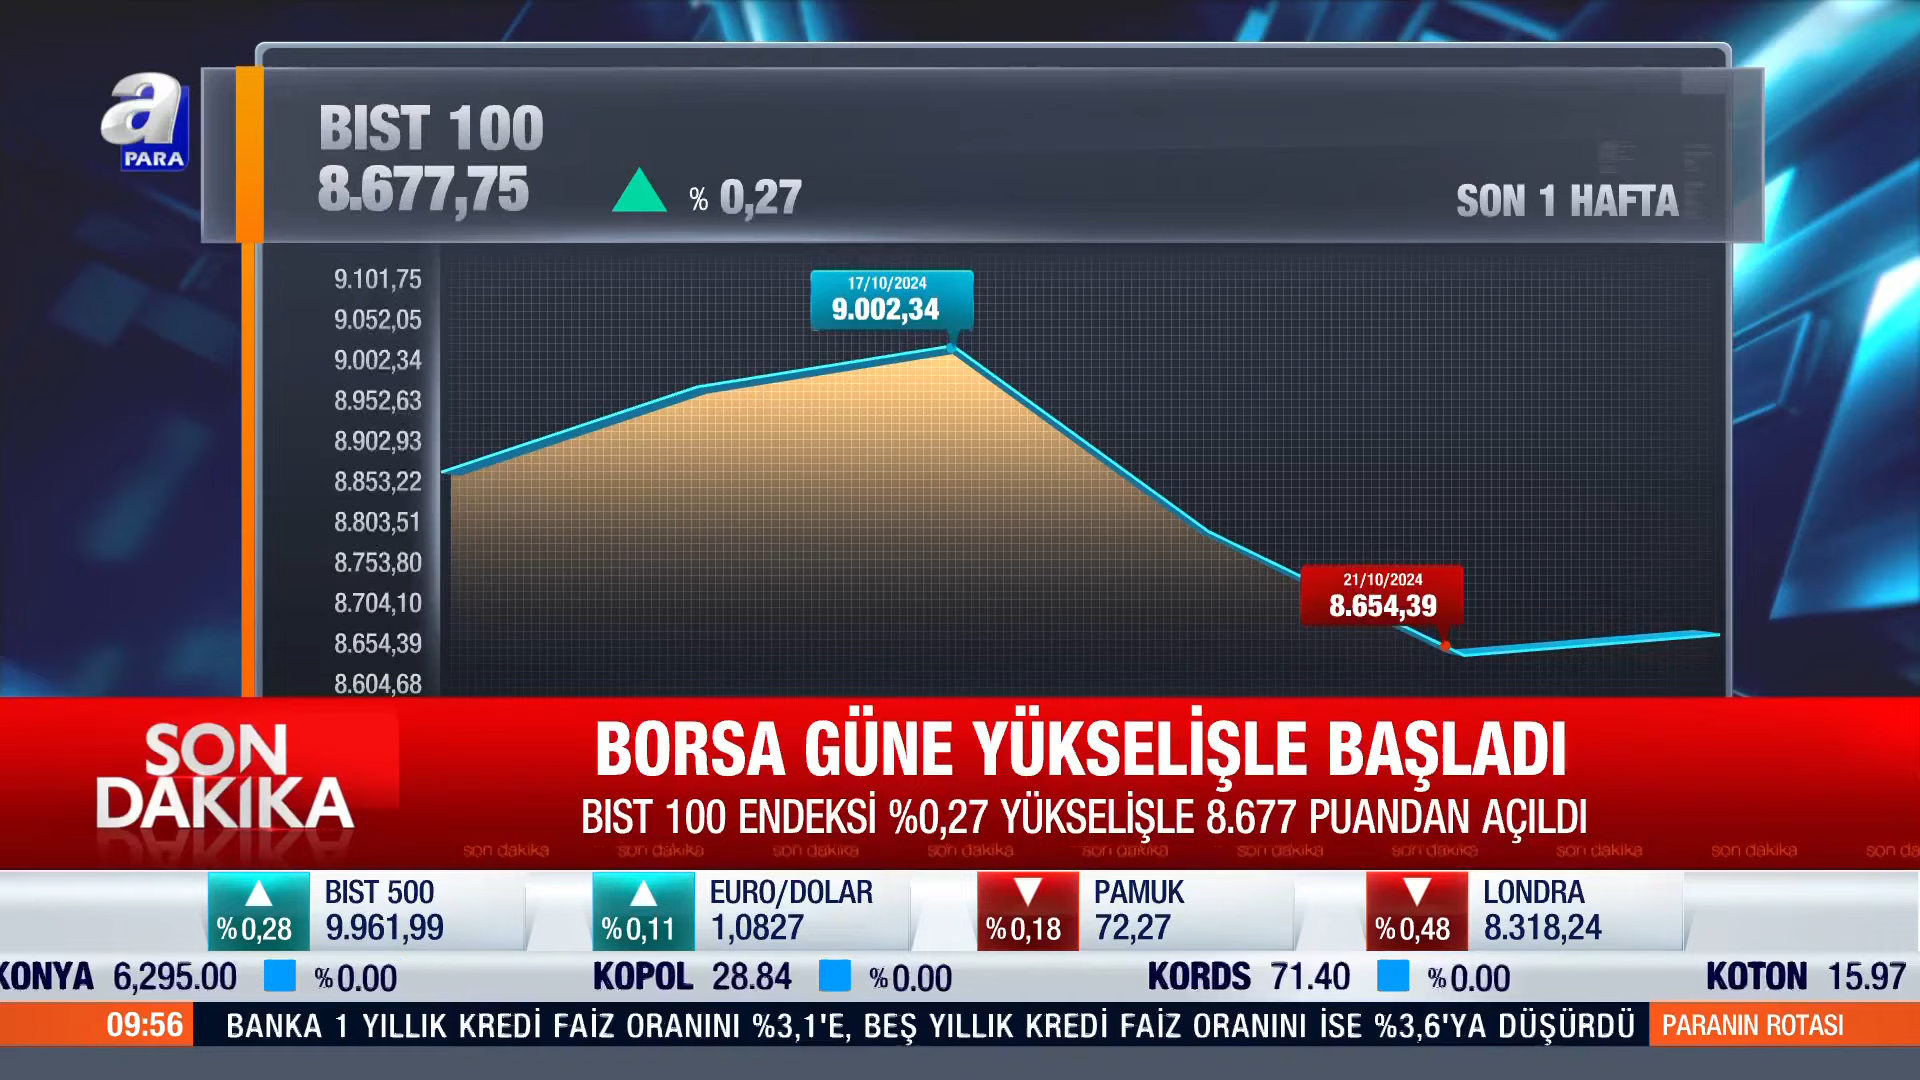 a
PARA
BIST 100
8.677,75
% 0,27
SON 1 HAFTA
9.101,75
9.052,05
9.002,34
8.952,63
8.902,93
8.853,22
8.803,51
8.753,80
8.704,10
8.654,39
8.604,68
17/10/2024
9.002,34
21/10/2024
8.654,39
SON
DAKİKA
BORSA GÜNE YÜKSELİŞLE BAŞLADI
BIST 100 ENDEKSİ %0,27 YÜKSELİŞLE 8.677 PUANDAN AÇILDI
son dakika son dakika son dakika son dakika son dakika son dakika son dakika son dakika son dakika son da
%0,28 BIST 500 9.961,99
%0,11 EURO/DOLAR 1,0827
%0,18 PAMUK 72,27
%0,48 LONDRA 8.318,24
KONYA 6,295.00 %0.00 KOPOL 28.84 %0.00 KORDS 71.40 %0.00 KOTON 15.97
09:56 BANKA 1 YILLIK KREDİ FAİZ ORANINI %3,1'E, BEŞ YILLIK KREDİ FAİZ ORANINI İSE %3,6'YA DÜŞÜRDÜ PARANIN ROTASI